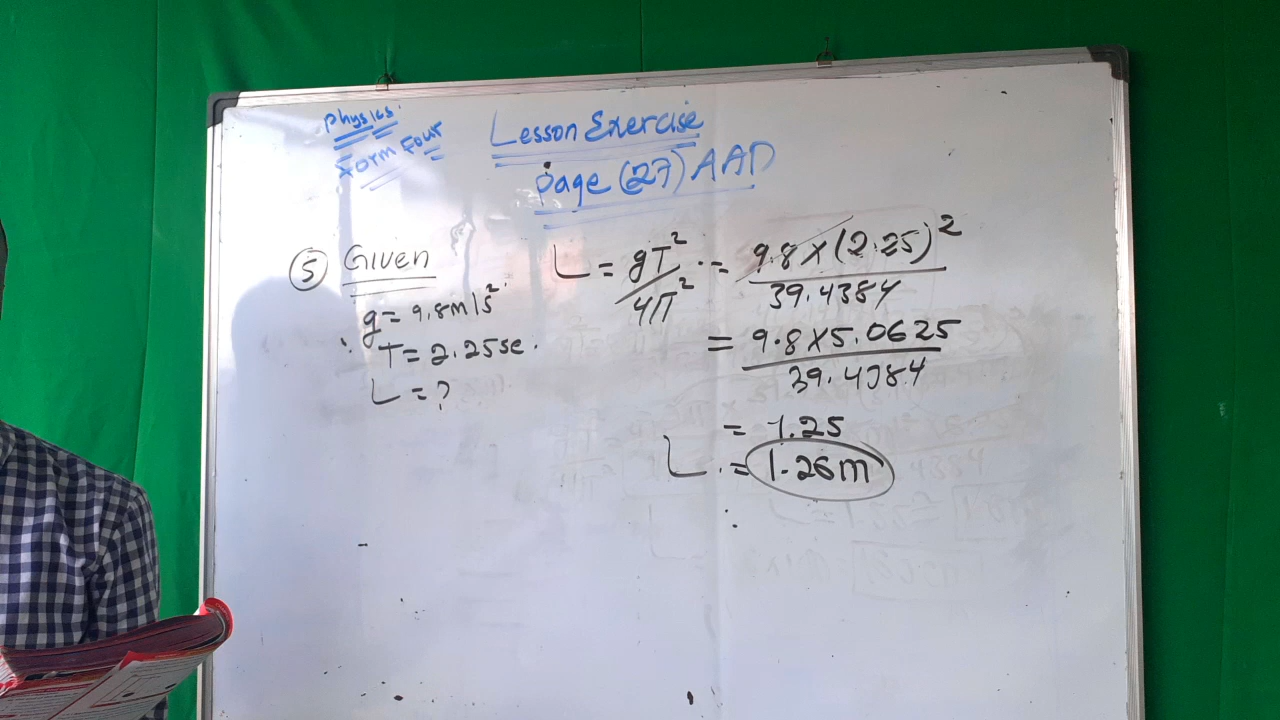 Physics.
Form Four
Lesson Exercise
page (27) AAD
5 Given
g = 9.8m/s².
T = 2.25se.
L = ?
L = gT²/4π² = 9.8 x (2.25)²/39.4384
= 9.8 x 5.0625/39.4384
= 1.25
L = 1.26m